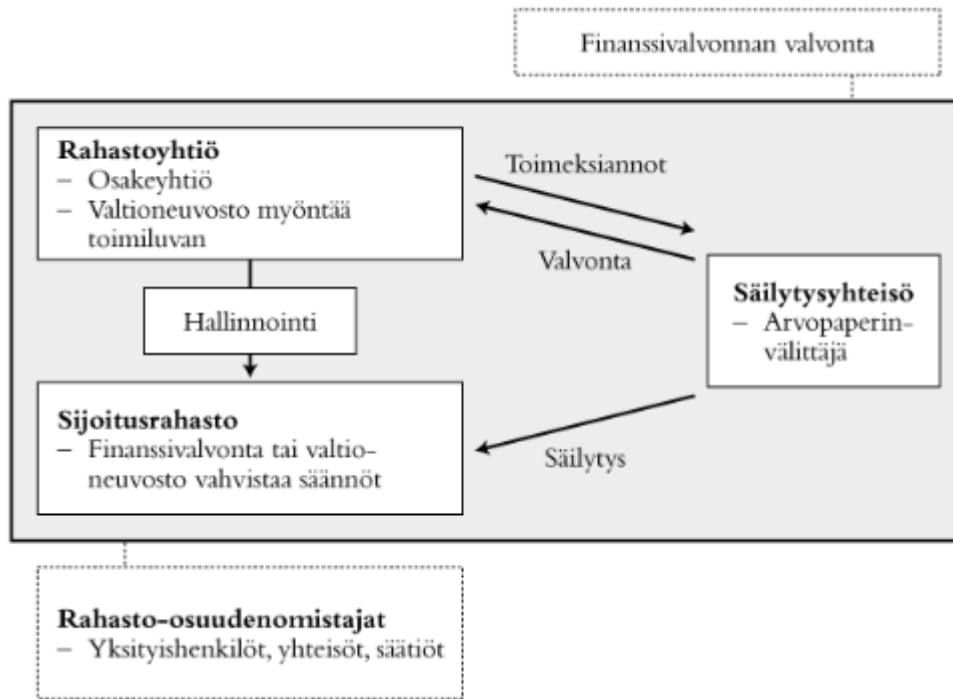 Finanssivalvonnan valvonta
Rahastoyhtiö
– Osakeyhtiö
– Valtioneuvosto myöntää
toimiluvan
Toimeksiannot
Valvonta
Hallinnointi
Säilytysyhteisö
– Arvopaperin-
välittäjä
Sijoitusrahasto
– Finanssivalvonta tai valtio-
neuvosto vahvistaa säännöt
Säilytys
Rahasto-osuudenomistajat
– Yksityishenkilöt, yhteisöt, säätiöt